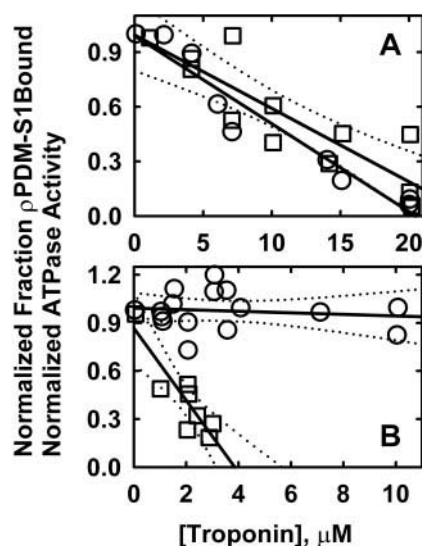 Normalized Fraction ρPDM-S1Bound
Normalized ATPase Activity
A
0.9
0.6
0.3
0.0
0 5 10 15 20
B
1.2
0.9
0.6
0.3
0.0
0 2 4 6 8 10
[Troponin], μM